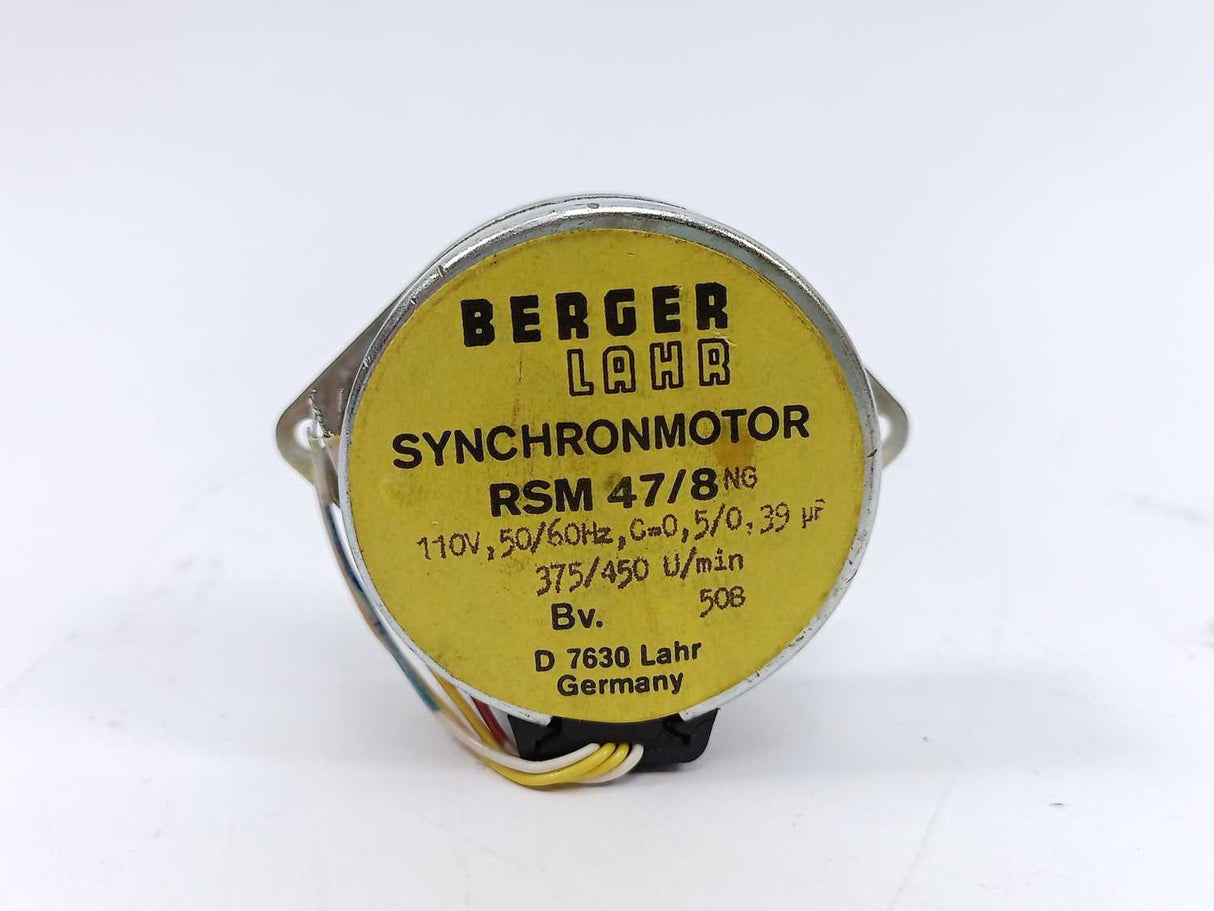 BERGER
LAHR
SYNCHRONMOTOR
RSM 47/8 NG
110V, 50/60Hz, C=0,5/0,39 µF
375/450 U/min
Bv. 508
D 7630 Lahr
Germany